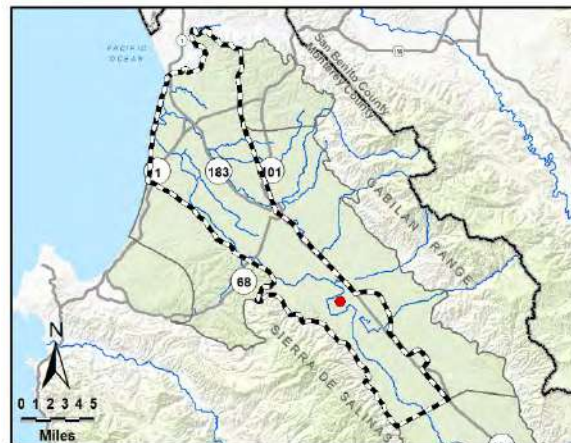 PACIFIC
OCEAN
1
San Benito County
Monterey County
1
183
101
GABILAN RANGE
68
SIERRA DE SALINAS
N
0 1 2 3 4 5
Miles